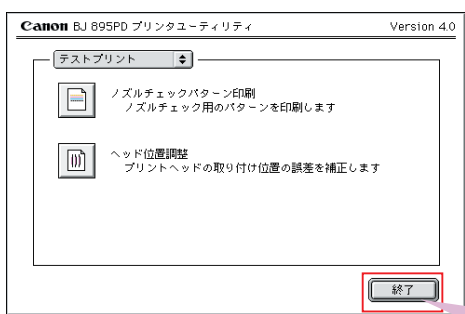 Canon BJ 895PD プリンタユーティリティ Version 4.0
テストプリント
ノズルチェックパターン印刷
ノズルチェック用のパターンを印刷します
ヘッド位置調整
プリントヘッドの取り付け位置の誤差を補正します
終了